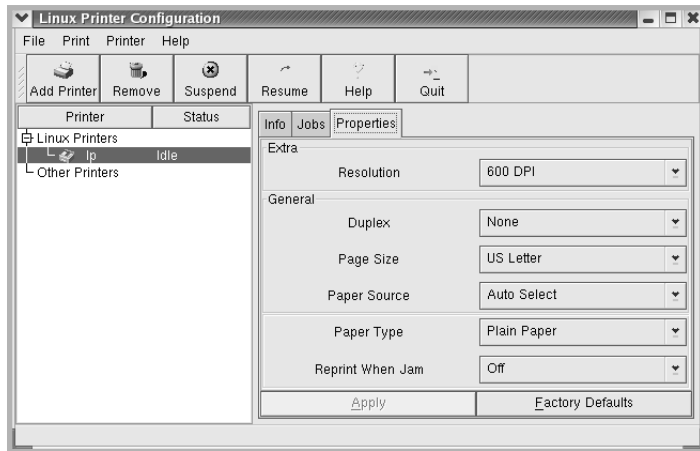 Linux Printer Configuration
File Print Printer Help
Add Printer Remove Suspend Resume Help Quit
Printer Status
Linux Printers
lp Idle
Other Printers
Info Jobs Properties
Extra
Resolution 600 DPI
General
Duplex None
Page Size US Letter
Paper Source Auto Select
Paper Type Plain Paper
Reprint When Jam Off
Apply Factory Defaults